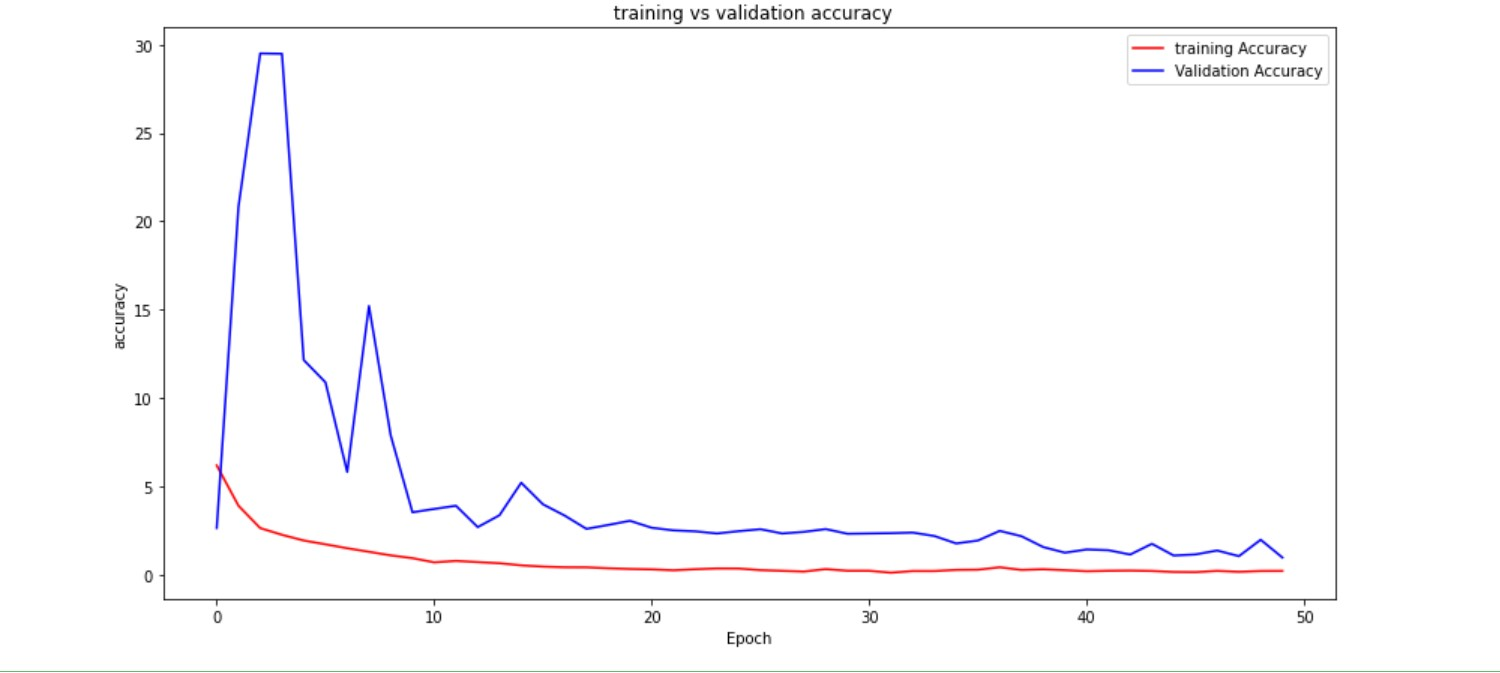 training vs validation accuracy
training Accuracy
Validation Accuracy
30
25
20
15
10
5
0
accuracy
0 10 20 30 40 50
Epoch